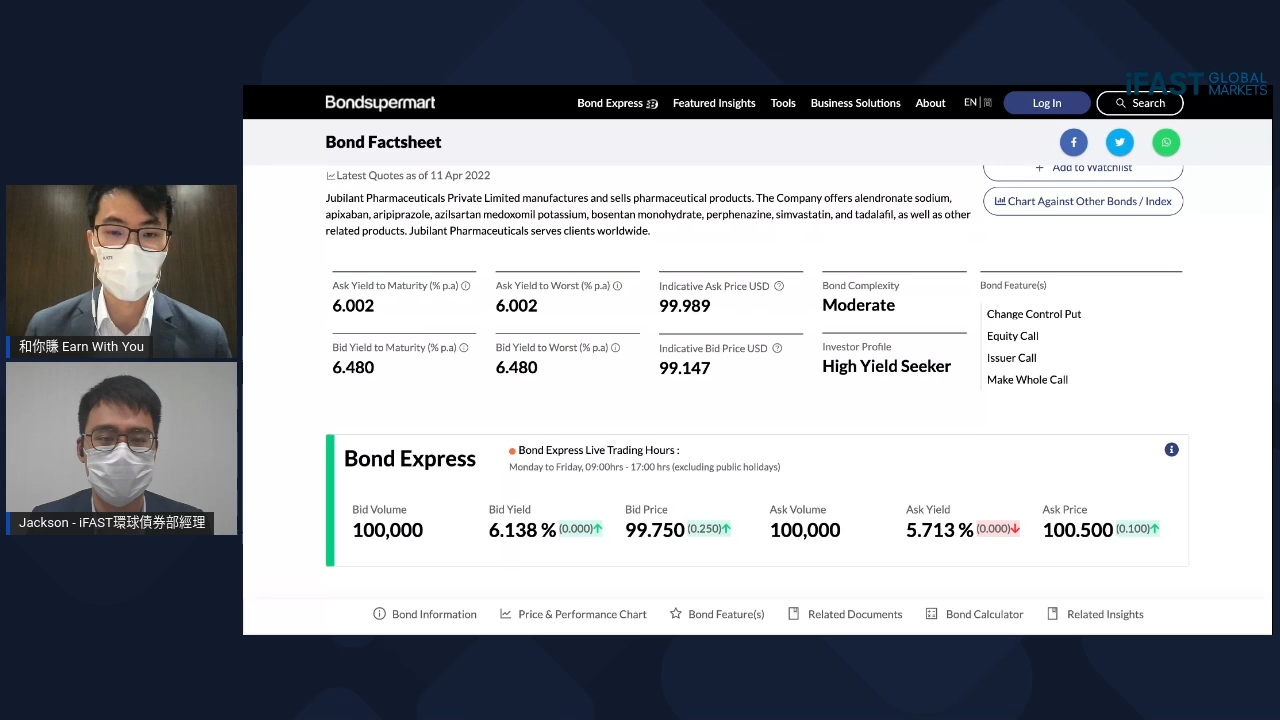 iFAST GLOBAL MARKETS
Bondsupermart
Bond Express
Featured Insights
Tools
Business Solutions
About
EN | 简
Log In
Search
Bond Factsheet
Latest Quotes as of 11 Apr 2022
Add to Watchlist
Chart Against Other Bonds / Index
Jubilant Pharmaceuticals Private Limited manufactures and sells pharmaceutical products. The Company offers alendronate sodium,
apixaban, aripiprazole, azilsartan medoxomil potassium, bosentan monohydrate, perphenazine, simvastatin, and tadalafil, as well as other
related products. Jubilant Pharmaceuticals serves clients worldwide.
Ask Yield to Maturity (% p.a)
6.002
Ask Yield to Worst (% p.a)
6.002
Indicative Ask Price USD
99.989
Bond Complexity
Moderate
Bond Feature(s)
Change Control Put
Equity Call
Issuer Call
Make Whole Call
Bid Yield to Maturity (% p.a)
6.480
Bid Yield to Worst (% p.a)
6.480
Indicative Bid Price USD
99.147
Investor Profile
High Yield Seeker
和你賺 Earn With You
Jackson - iFAST環球債券部經理
Bond Express
Bond Express Live Trading Hours :
Monday to Friday, 09:00hrs - 17:00 hrs (excluding public holidays)
Bid Volume
100,000
Bid Yield
6.138 % (0.000)
Bid Price
99.750 (0.250)
Ask Volume
100,000
Ask Yield
5.713 % (0.000)
Ask Price
100.500 (0.100)
Bond Information
Price & Performance Chart
Bond Feature(s)
Related Documents
Bond Calculator
Related Insights